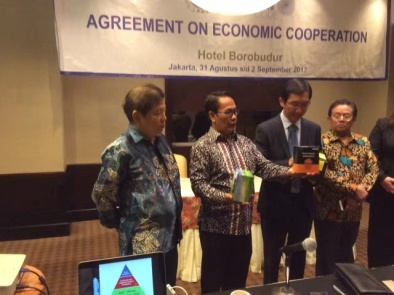 AGREEMENT ON ECONOMIC COOPERATION
Hotel Borobudur
Jakarta, 31 Agustus s/d 2 September 2017